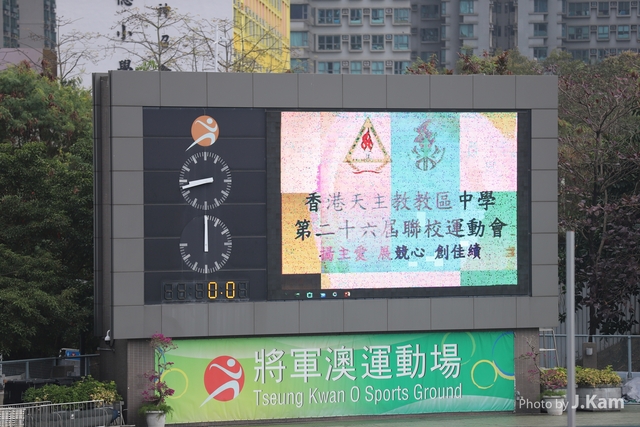 香港天主教教區中學
第二十六屆聯校運動會
揚主愛 展競心 創佳績
0.0
將軍澳運動場
Tseung Kwan O Sports Ground
Photo by J.Kam